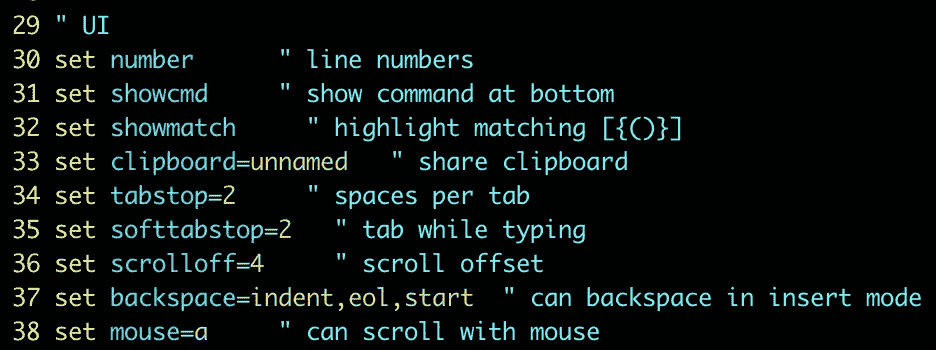 29 " UI
30 set number      " line numbers
31 set showcmd     " show command at bottom
32 set showmatch     " highlight matching [{()}]
33 set clipboard=unnamed   " share clipboard
34 set tabstop=2     " spaces per tab
35 set softtabstop=2   " tab while typing
36 set scrolloff=4     " scroll offset
37 set backspace=indent,eol,start  " can backspace in insert mode
38 set mouse=a     " can scroll with mouse